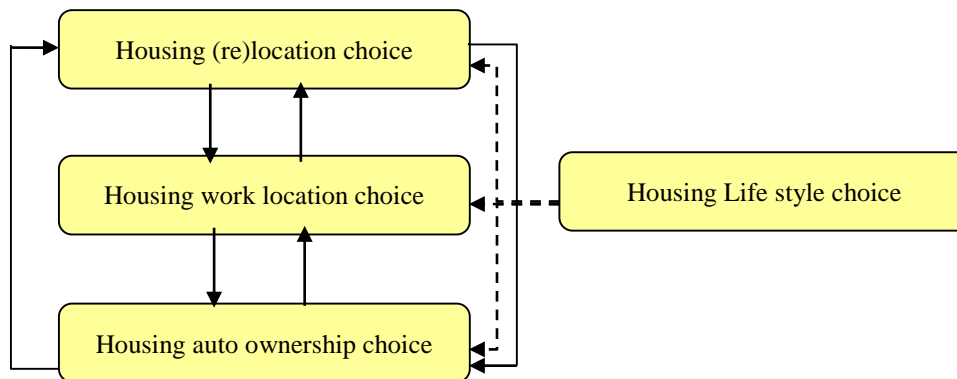 Housing (re)location choice
Housing work location choice
Housing Life style choice
Housing auto ownership choice